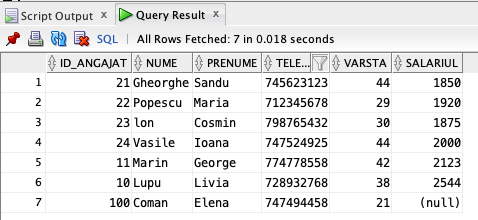 Script Output × Query Result ×
SQL | All Rows Fetched: 7 in 0.018 seconds
ID_ANGAJAT NUME PRENUME TELE... VARSTA SALARIUL
1 21 Gheorghe Sandu 745623123 44 1850
2 22 Popescu Maria 712345678 29 1920
3 23 lon Cosmin 798765432 30 1875
4 24 Vasile Ioana 747524925 44 2000
5 11 Marin George 774778558 42 2123
6 10 Lupu Livia 728932768 38 2544
7 100 Coman Elena 747494458 21 (null)